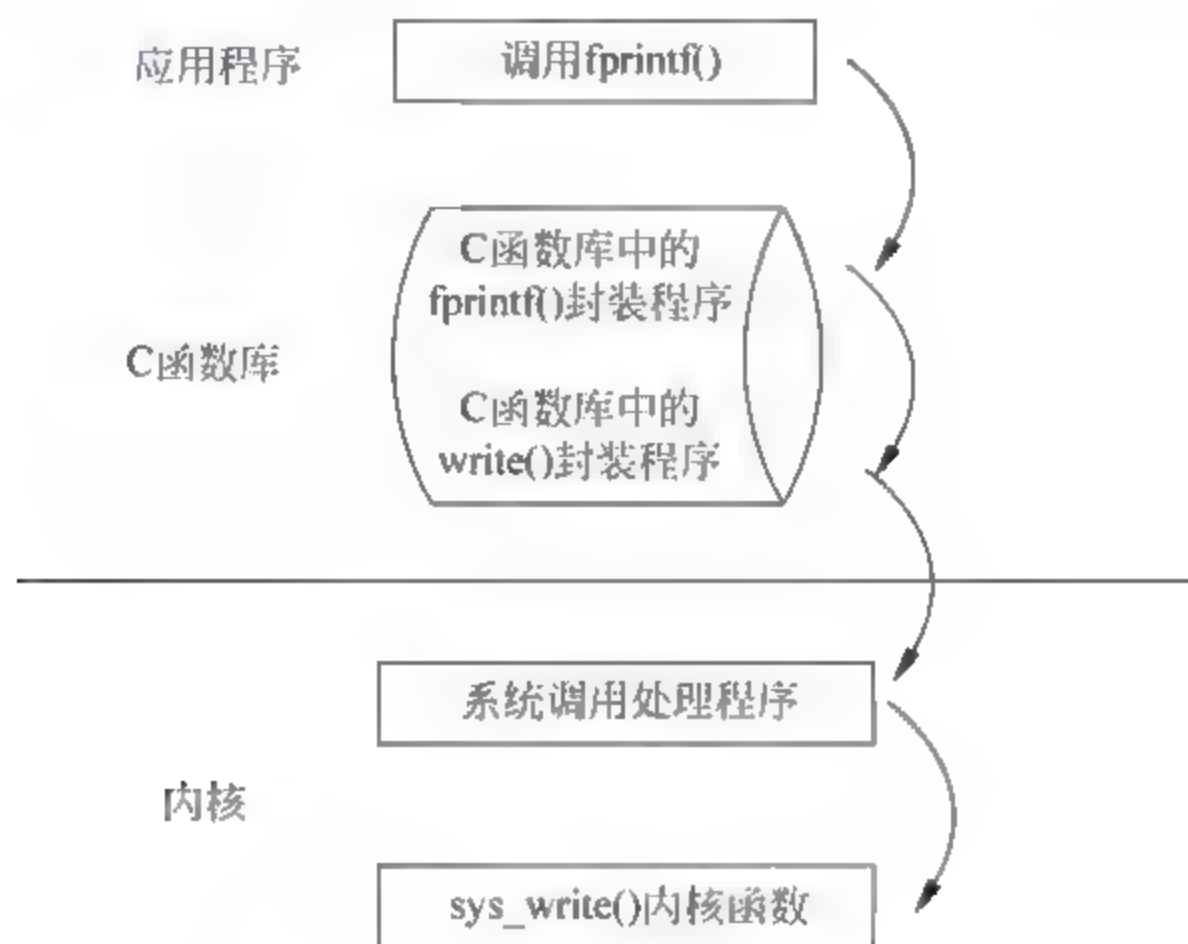 应用程序
调用fprintf()
C函数库中的
fprintf()封装程序
C函数库
C函数库中的
write()封装程序
系统调用处理程序
内核
sys_write()内核函数